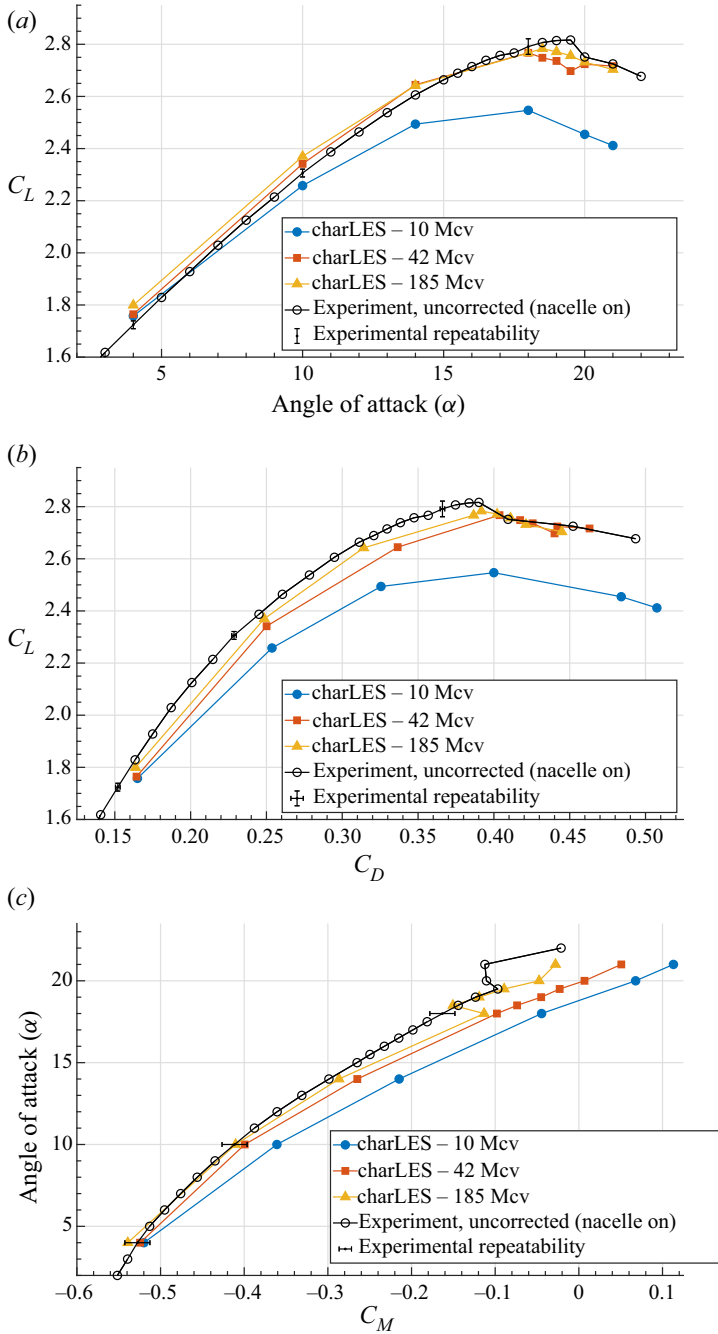 (a)
2.8
2.6
2.4
C_L
2.2
2.0
1.8
1.6
charLES – 10 Mcv
charLES – 42 Mcv
charLES – 185 Mcv
Experiment, uncorrected (nacelle on)
Experimental repeatability
5 10 15 20
Angle of attack (α)
(b)
2.8
2.6
2.4
C_L
2.2
2.0
1.8
1.6
charLES – 10 Mcv
charLES – 42 Mcv
charLES – 185 Mcv
Experiment, uncorrected (nacelle on)
Experimental repeatability
0.15 0.20 0.25 0.30 0.35 0.40 0.45 0.50
C_D
(c)
20
15
10
5
Angle of attack (α)
charLES – 10 Mcv
charLES – 42 Mcv
charLES – 185 Mcv
Experiment, uncorrected (nacelle on)
Experimental repeatability
–0.6 –0.5 –0.4 –0.3 –0.2 –0.1 0 0.1
C_M